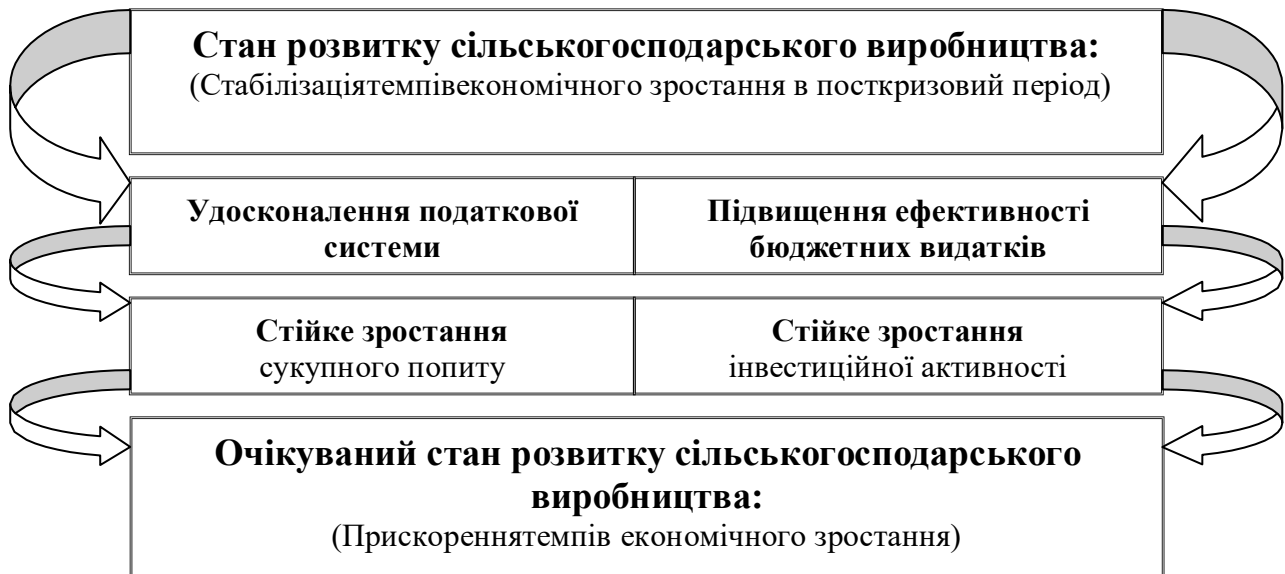 Стан розвитку сільськогосподарського виробництва:
(Стабілізаціятемпівекономічного зростання в посткризовий період)
Удосконалення податкової
системи
Підвищення ефективності
бюджетних видатків
Стійке зростання
сукупного попиту
Стійке зростання
інвестиційної активності
Очікуваний стан розвитку сільськогосподарського
виробництва:
(Прискореннятемпів економічного зростання)